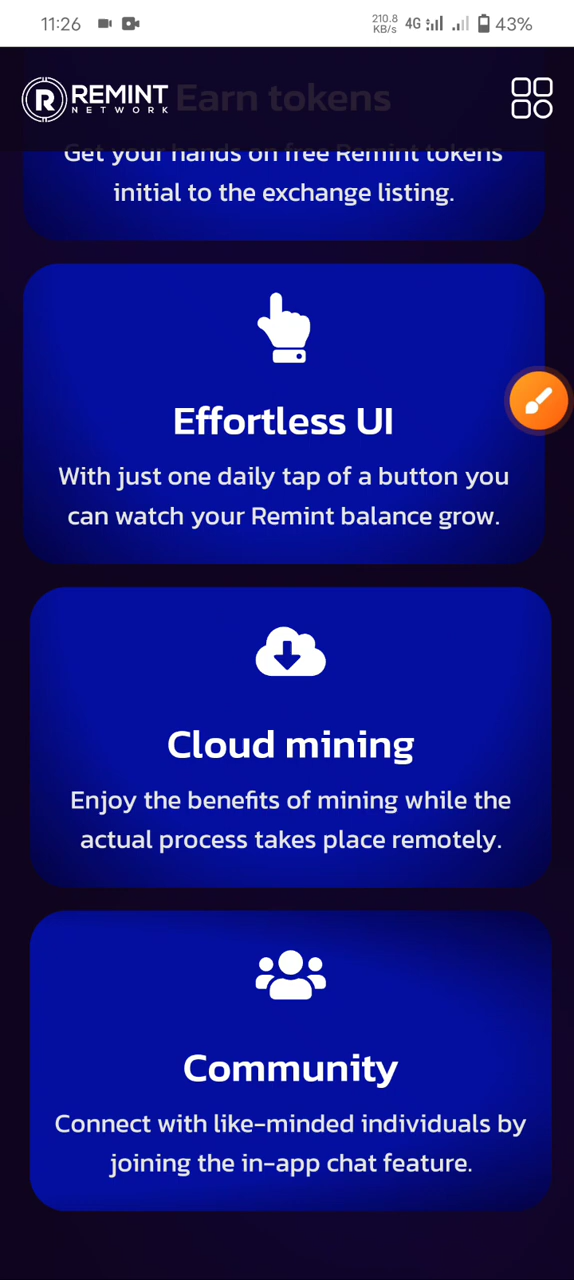 11:26
210.8
KB/s
4G
43%
REMINT
NETWORK
Earn tokens
Get your hands on free Remint tokens
initial to the exchange listing.
Effortless UI
With just one daily tap of a button you
can watch your Remint balance grow.
Cloud mining
Enjoy the benefits of mining while the
actual process takes place remotely.
Community
Connect with like-minded individuals by
joining the in-app chat feature.